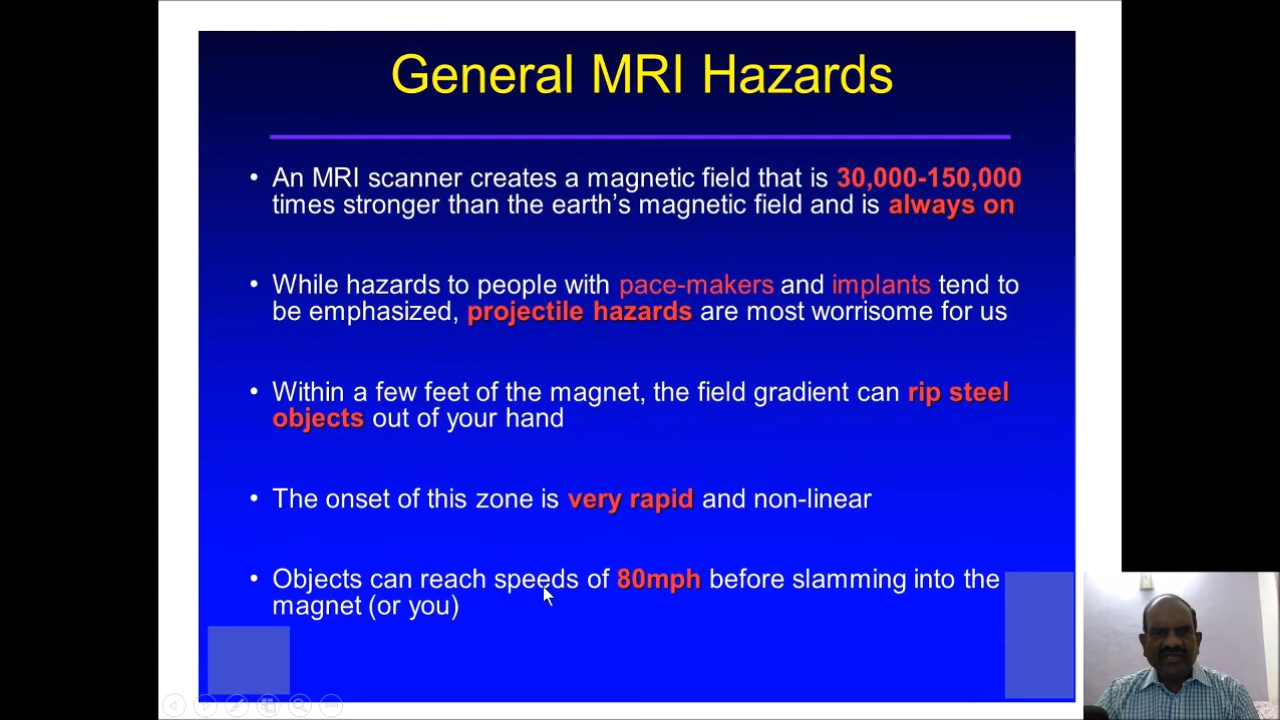 General MRI Hazards
• An MRI scanner creates a magnetic field that is 30,000-150,000
times stronger than the earth's magnetic field and is always on
• While hazards to people with pace-makers and implants tend to
be emphasized, projectile hazards are most worrisome for us
• Within a few feet of the magnet, the field gradient can rip steel
objects out of your hand
• The onset of this zone is very rapid and non-linear
• Objects can reach speeds of 80mph before slamming into the
magnet (or you)